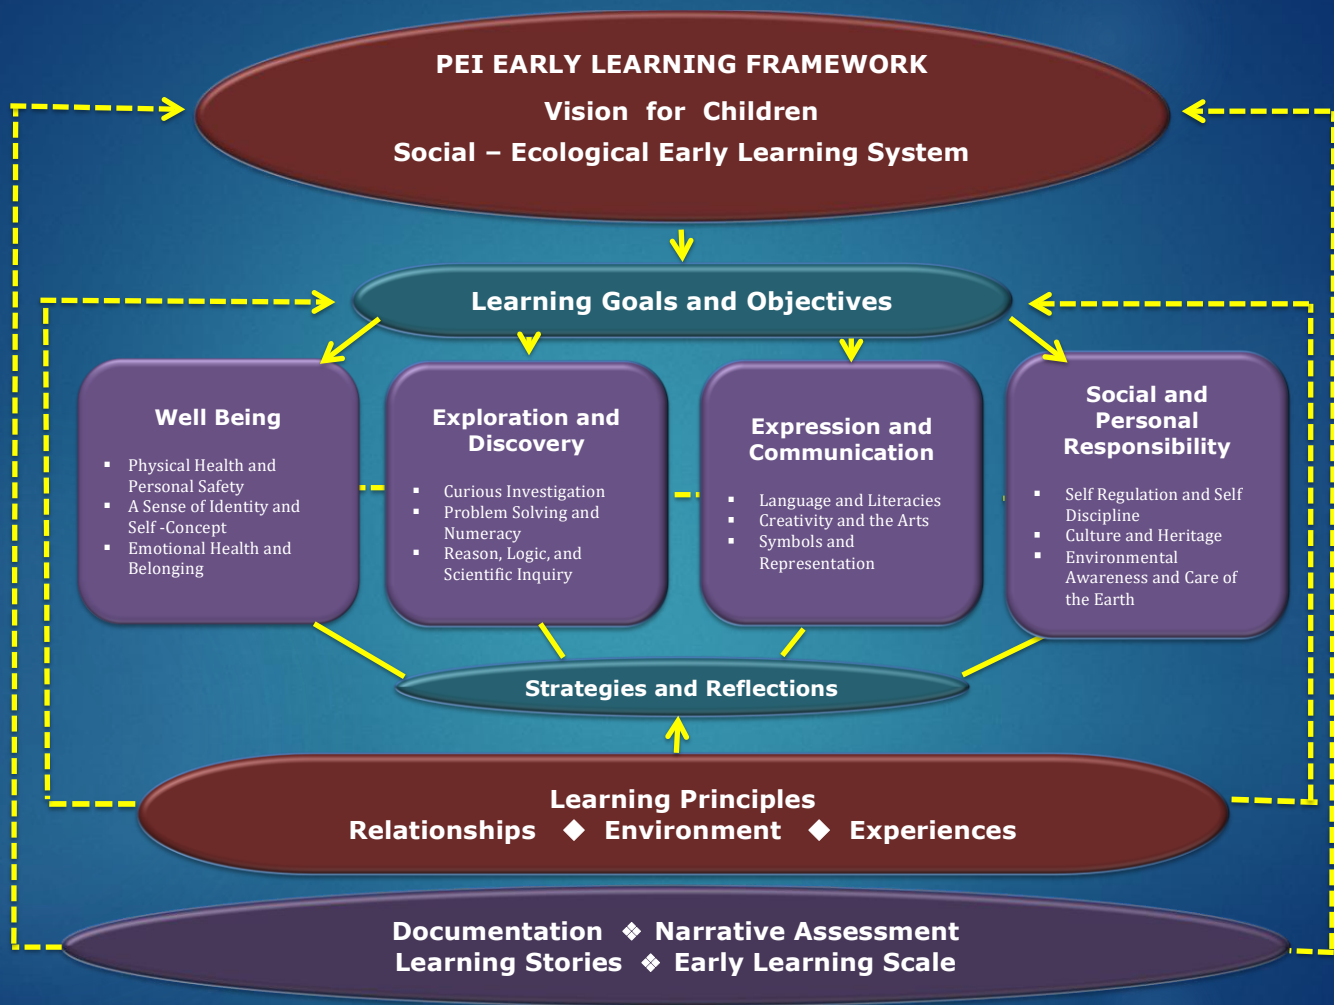 PEI EARLY LEARNING FRAMEWORK
Vision for Children
Social – Ecological Early Learning System
Learning Goals and Objectives
Well Being
▪ Physical Health and
Personal Safety
▪ A Sense of Identity and
Self -Concept
▪ Emotional Health and
Belonging
Exploration and
Discovery
▪ Curious Investigation
▪ Problem Solving and
Numeracy
▪ Reason, Logic, and
Scientific Inquiry
Expression and
Communication
▪ Language and Literacies
▪ Creativity and the Arts
▪ Symbols and
Representation
Social and
Personal
Responsibility
▪ Self Regulation and Self
Discipline
▪ Culture and Heritage
▪ Environmental
Awareness and Care of
the Earth
Strategies and Reflections
Learning Principles
Relationships ◆ Environment ◆ Experiences
Documentation ❖ Narrative Assessment
Learning Stories ❖ Early Learning Scale